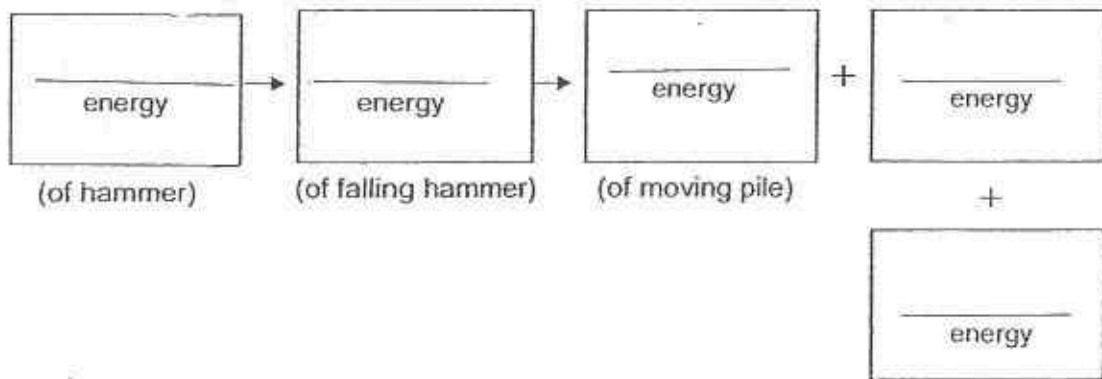 energy
energy
energy
+
energy
(of hammer)
(of falling hammer)
(of moving pile)
+
energy